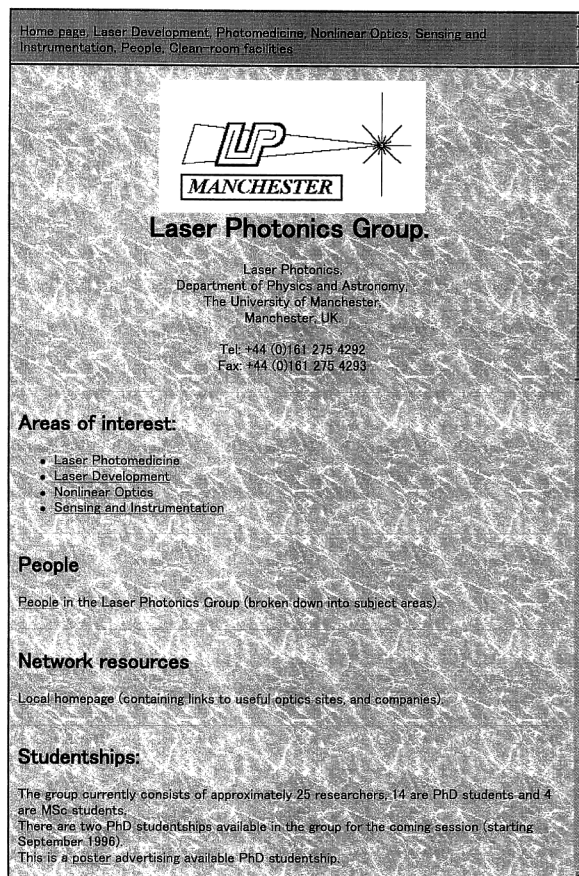 Home page, Laser Development, Photomedicine, Nonlinear Optics, Sensing and
Instrumentation, People, Clean-room facilities
LUP
MANCHESTER
Laser Photonics Group.
Laser Photonics,
Department of Physics and Astronomy,
The University of Manchester,
Manchester, UK
Tel: +44 (0)161 275 4292
Fax: +44 (0)161 275 4293
Areas of interest:
Laser Photomedicine
Laser Development
Nonlinear Optics
Sensing and Instrumentation
People
People in the Laser Photonics Group (broken down into subject areas).
Network resources
Local homepage (containing links to useful optics sites, and companies).
Studentships:
The group currently consists of approximately 25 researchers, 14 are PhD students and 4
are MSc students.
There are two PhD studentships available in the group for the coming session (starting
September 1996).
This is a poster advertising available PhD studentship.